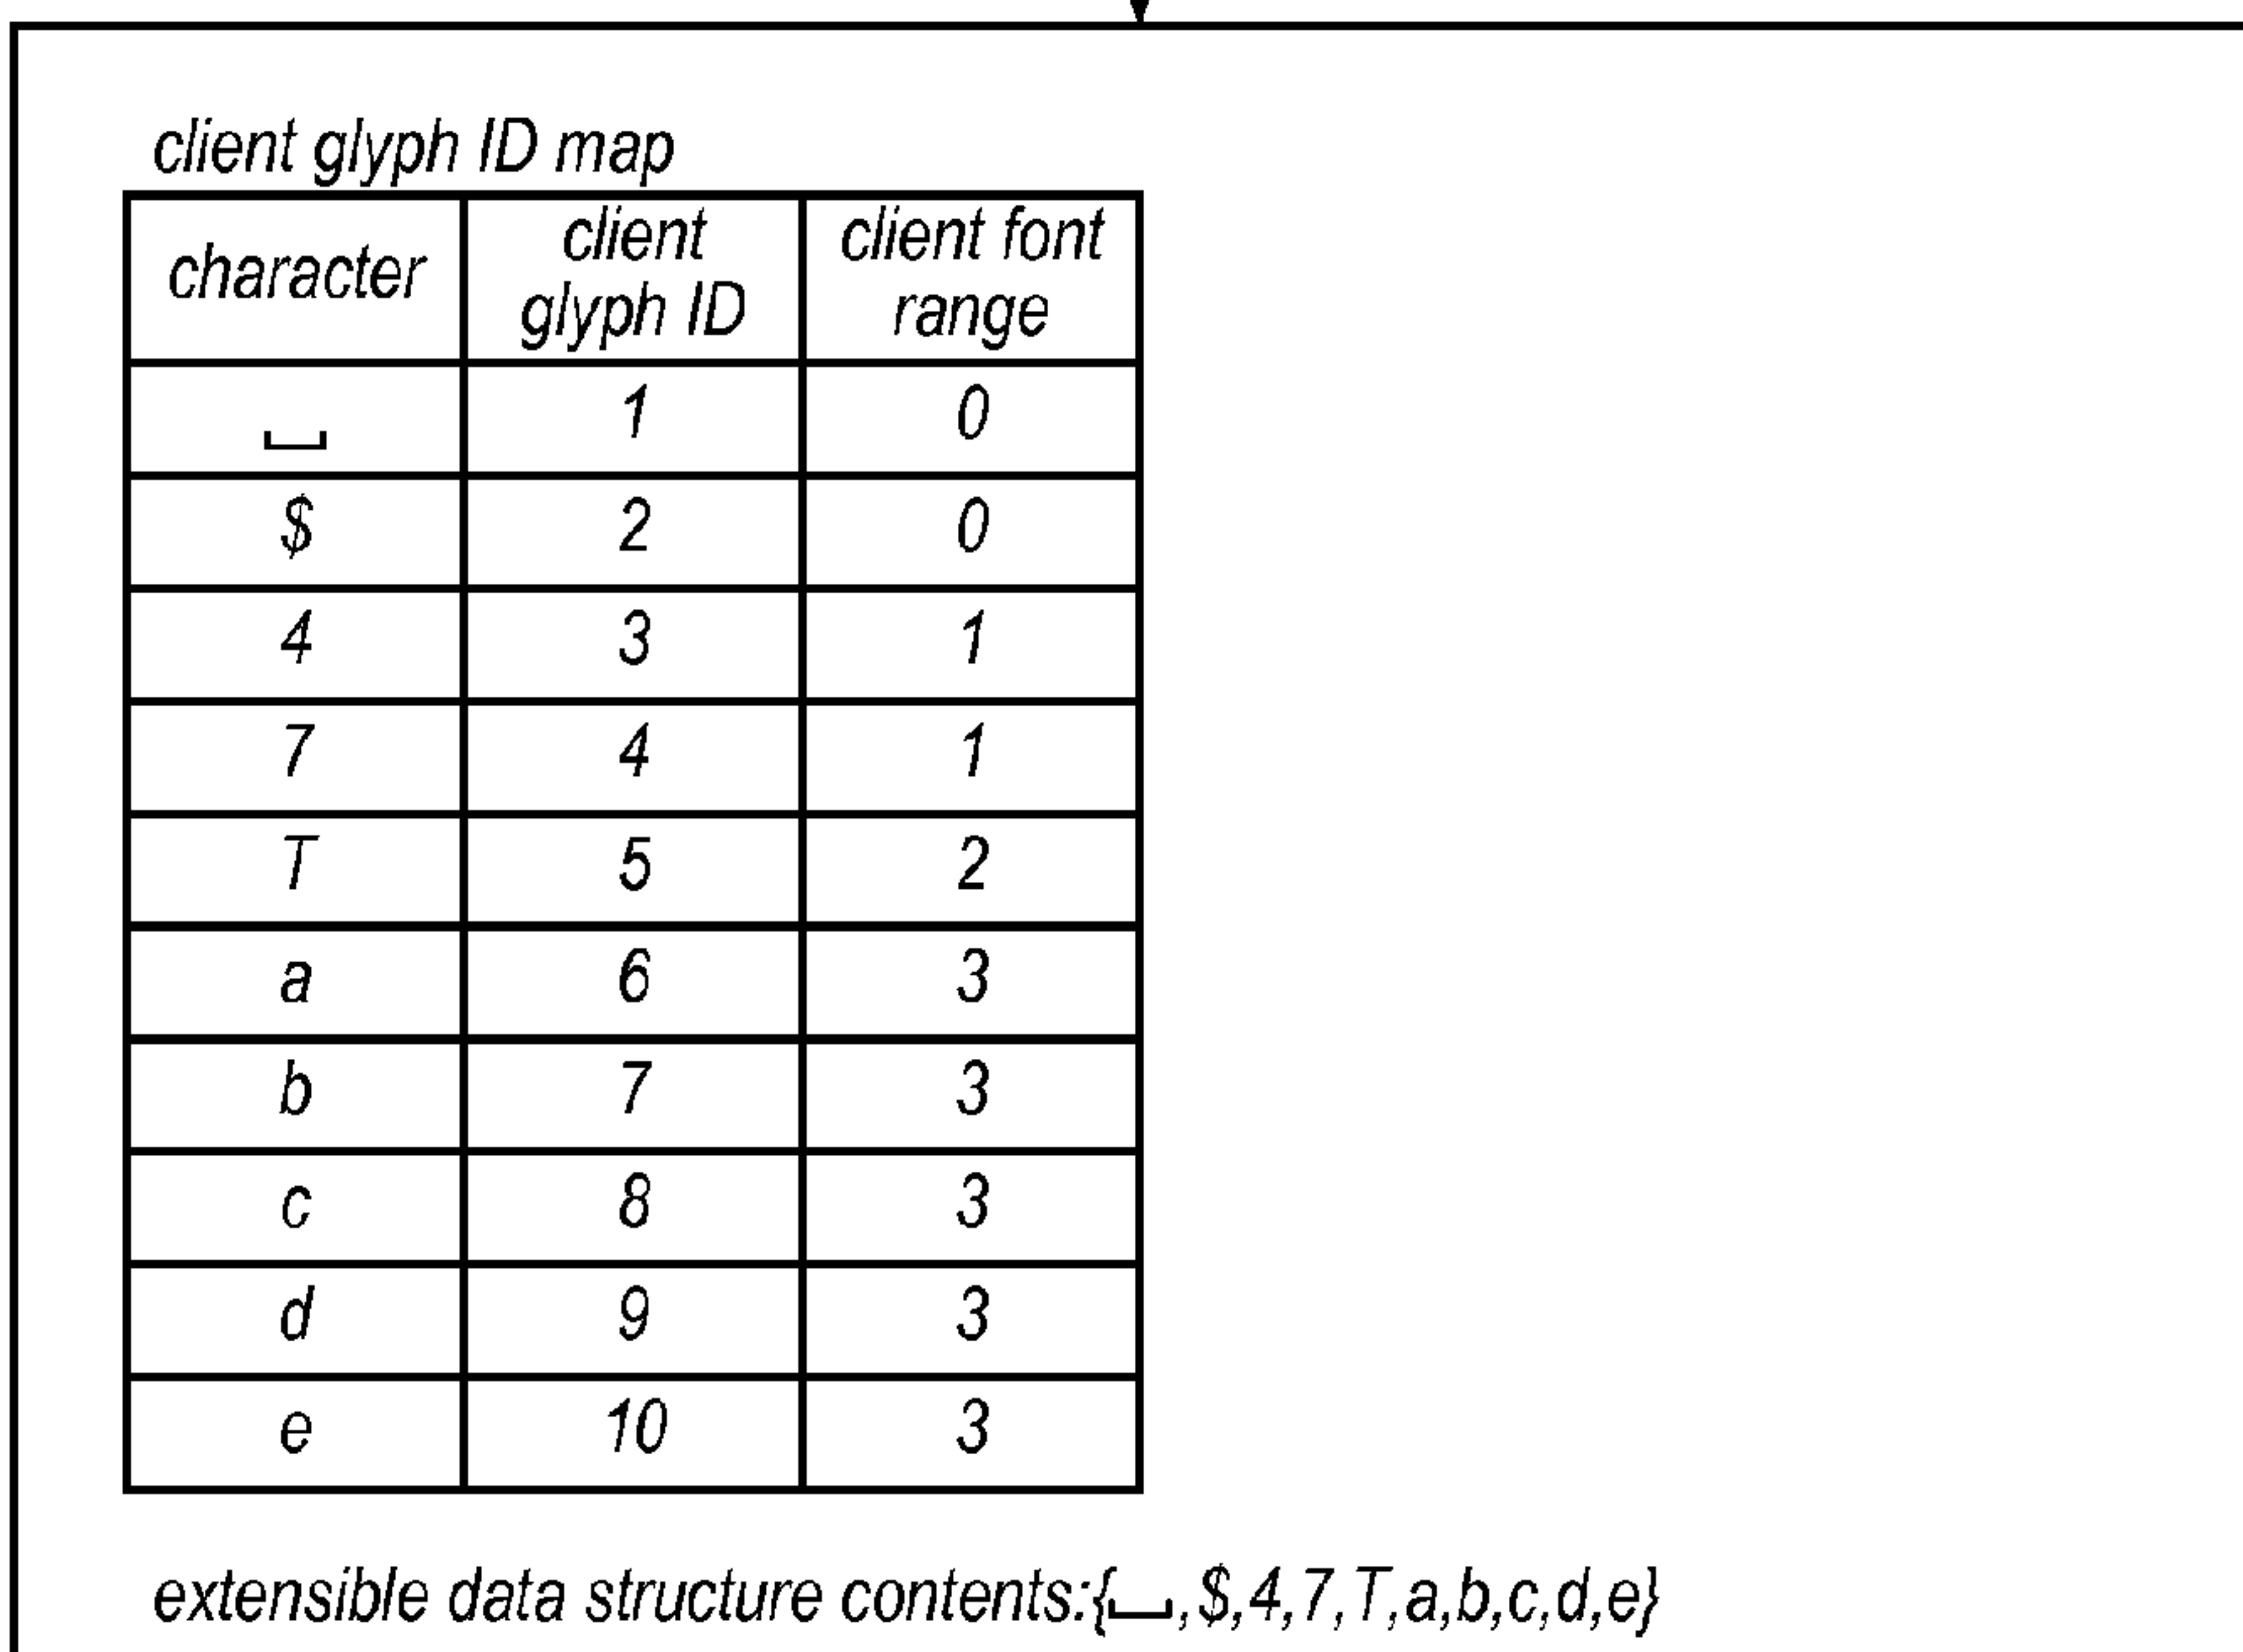 client glyph ID map
character client glyph ID client font range
␣ 1 0
$ 2 0
4 3 1
7 4 1
T 5 2
a 6 3
b 7 3
c 8 3
d 9 3
e 10 3
extensible data structure contents:{␣,$,4,7,T,a,b,c,d,e}